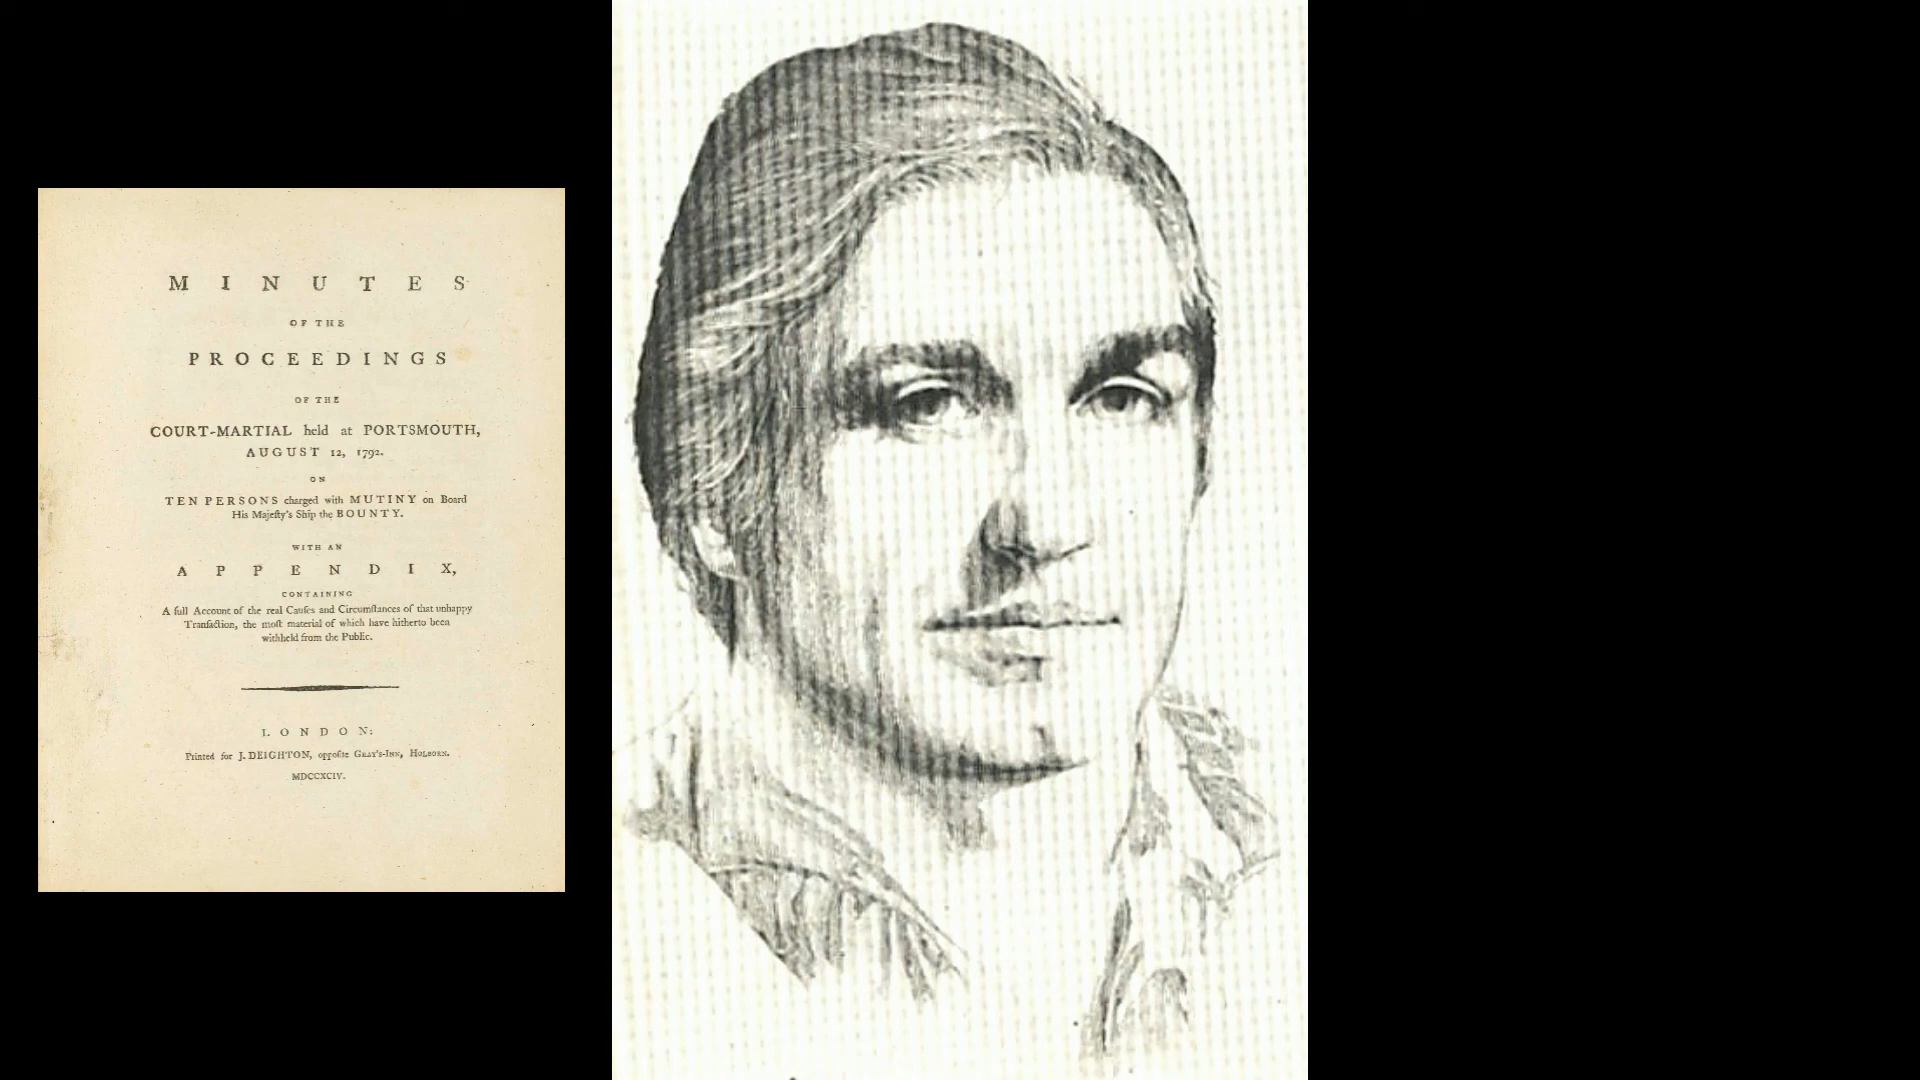 MINUTES
OF THE
PROCEEDINGS
OF THE
COURT-MARTIAL held at PORTSMOUTH,
AUGUST 12, 1792.
ON
TEN PERSONS charged with MUTINY on Board
His Majeſty's Ship the BOUNTY.
WITH AN
APPENDIX,
CONTAINING
A full Account of the real Cauſes and Circumſtances of that unhappy
Tranſaction, the moſt material of which have hitherto been
withheld from the Public.
LONDON:
Printed for J. DEIGHTON, oppoſite GRAY'S-INN, HOLBORN.
MDCCXCIV.